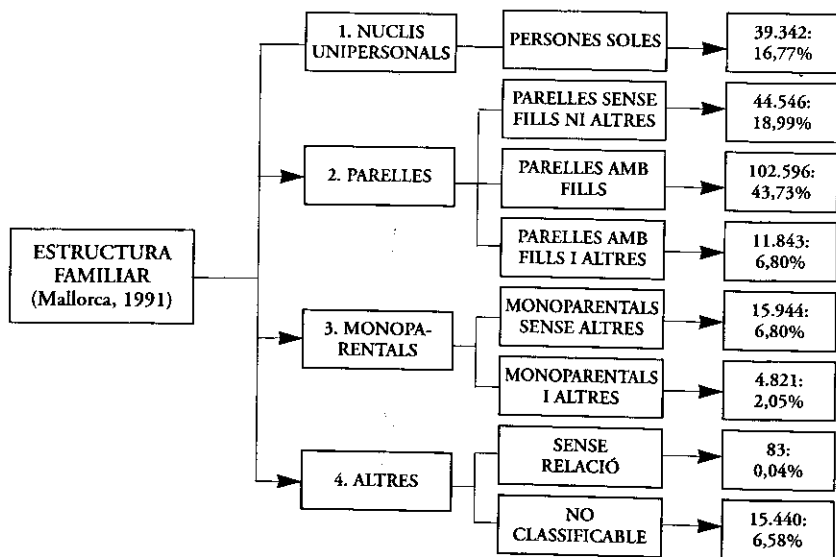 1. NUCLIS
UNIPERSONALS
PERSONES SOLES
39.342:
16,77%
PARELLES SENSE
FILLS NI ALTRES
44.546:
18,99%
2. PARELLES
PARELLES AMB
FILLS
102.596:
43,73%
PARELLES AMB
FILLS I ALTRES
11.843:
6,80%
ESTRUCTURA
FAMILIAR
(Mallorca, 1991)
3. MONOPA-
RENTALS
MONOPARENTALS
SENSE ALTRES
15.944:
6,80%
MONOPARENTALS
I ALTRES
4.821:
2,05%
4. ALTRES
SENSE
RELACIÓ
83:
0,04%
NO
CLASSIFICABLE
15.440:
6,58%